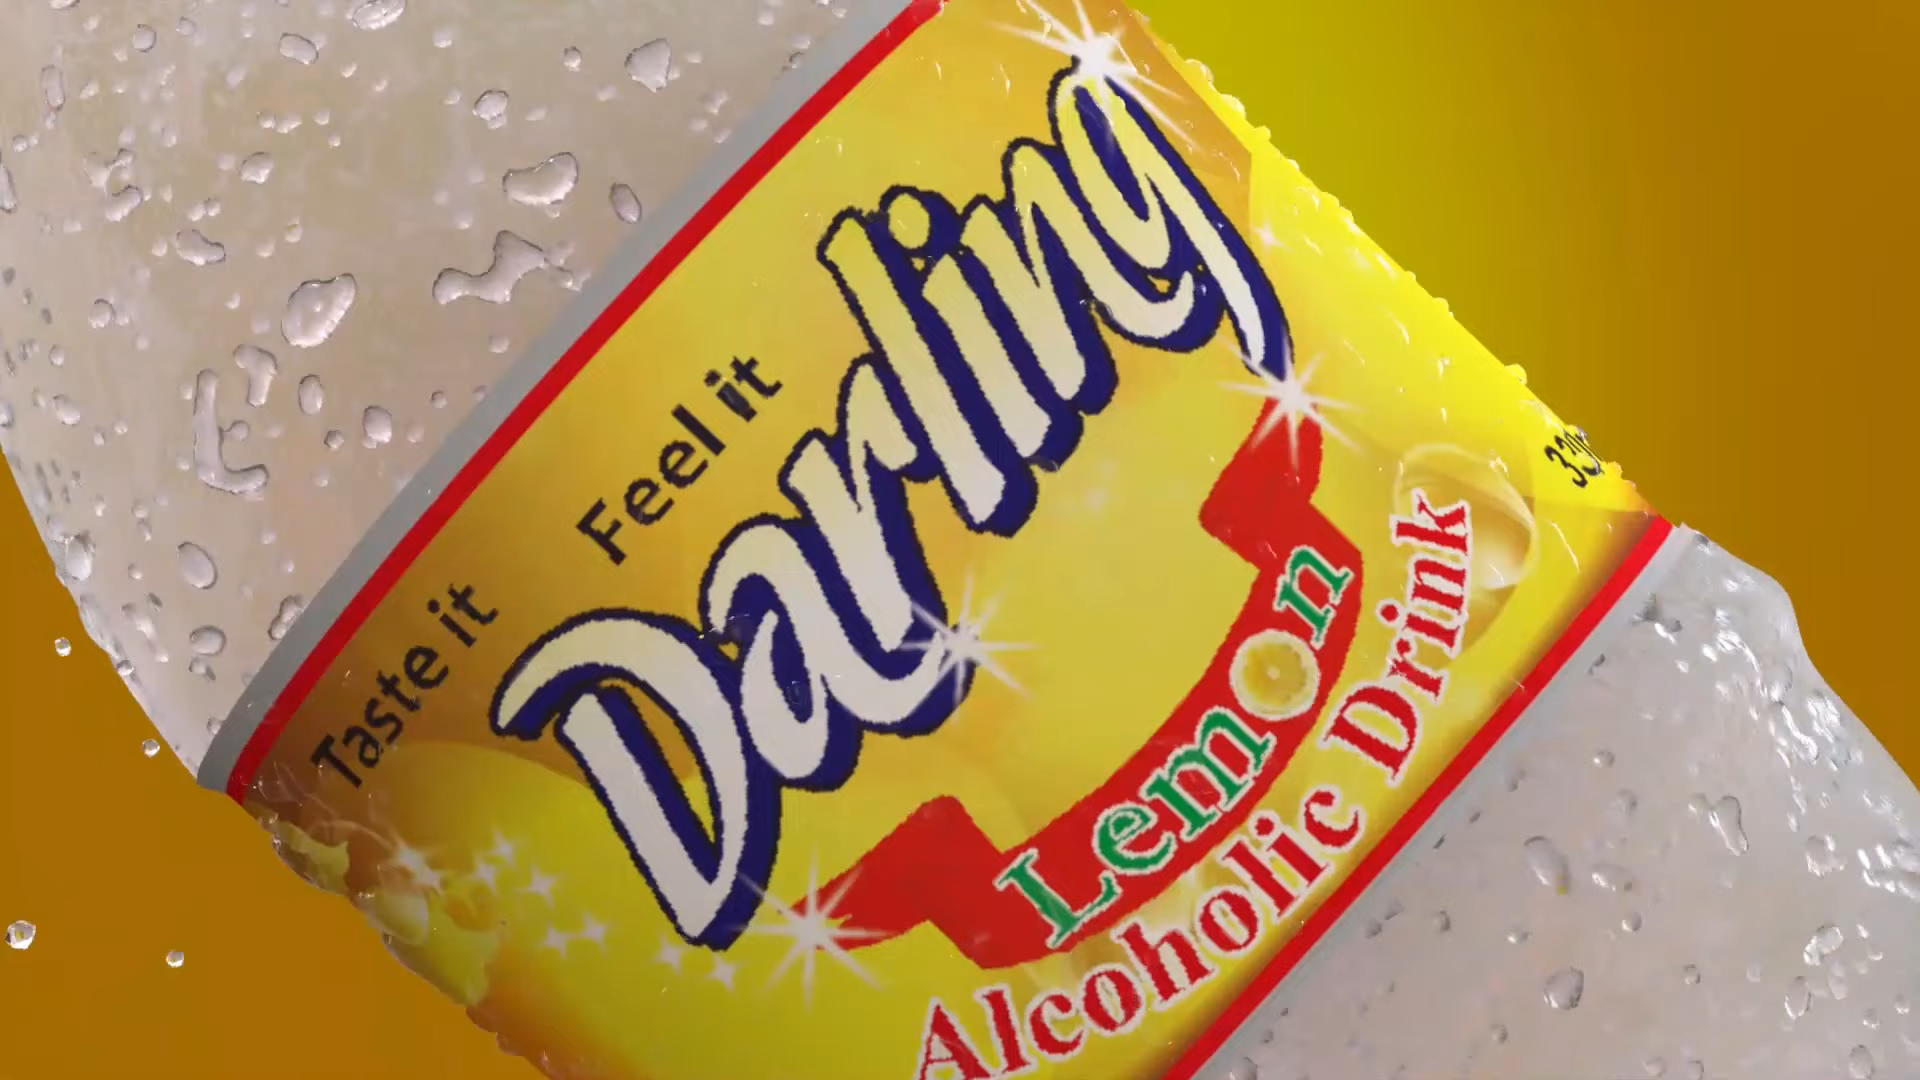 Taste it Feel it
Darling
Lemon
Alcoholic Drink